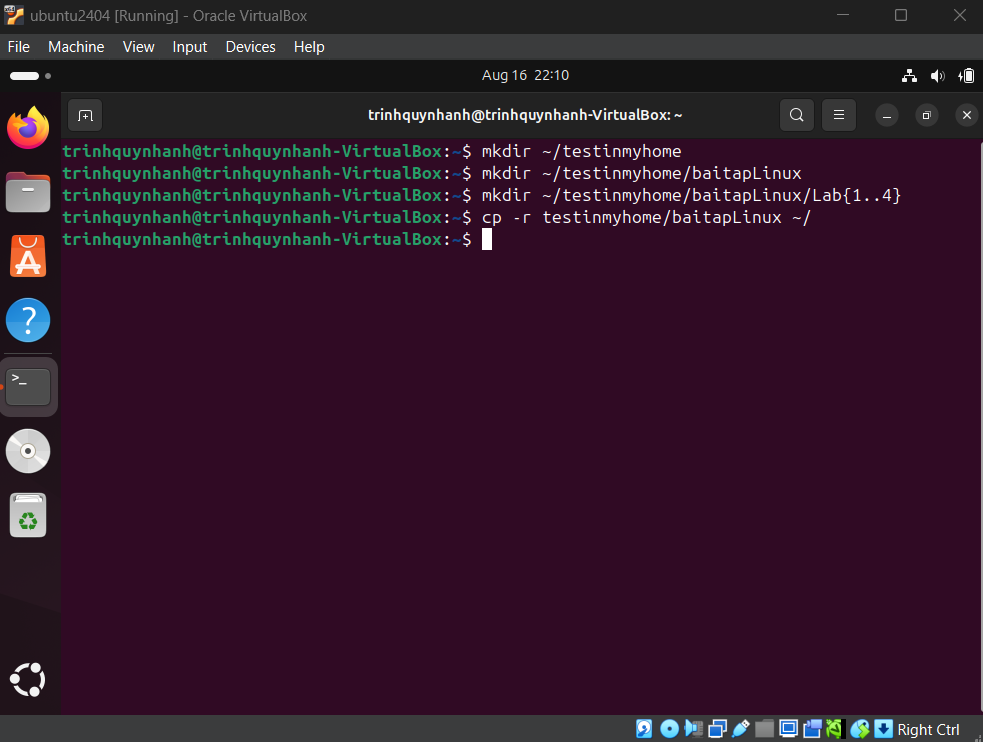 ubuntu2404 [Running] - Oracle VirtualBox
File Machine View Input Devices Help
Aug 16 22:10
trinhquynhanh@trinhquynhanh-VirtualBox: ~
trinhquynhanh@trinhquynhanh-VirtualBox:~$ mkdir ~/testinmyhome
trinhquynhanh@trinhquynhanh-VirtualBox:~$ mkdir ~/testinmyhome/baitapLinux
trinhquynhanh@trinhquynhanh-VirtualBox:~$ mkdir ~/testinmyhome/baitapLinux/Lab{1..4}
trinhquynhanh@trinhquynhanh-VirtualBox:~$ cp -r testinmyhome/baitapLinux ~/
trinhquynhanh@trinhquynhanh-VirtualBox:~$
Right Ctrl